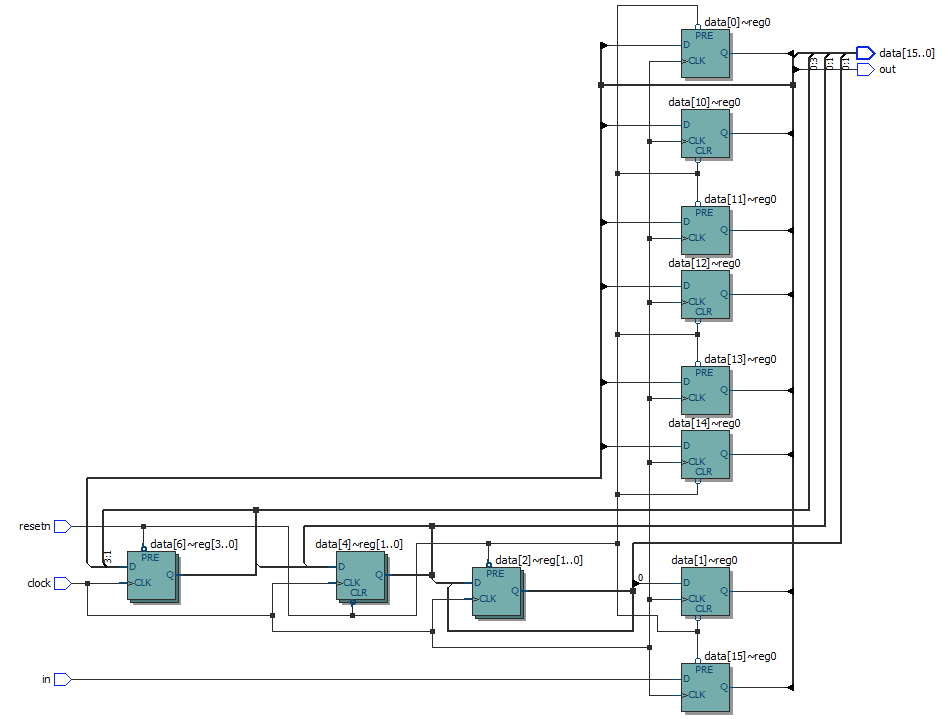 data[0]~reg0
PRE
D
Q
CLK
data[15..0]
out
0:3
0:1
0:1
data[10]~reg0
D
Q
CLK
CLR
data[11]~reg0
PRE
D
Q
CLK
data[12]~reg0
D
Q
CLK
CLR
data[13]~reg0
PRE
D
Q
CLK
data[14]~reg0
D
Q
CLK
CLR
resetn
clock
in
3:1
data[6]~reg[3..0]
PRE
D
Q
CLK
data[4]~reg[1..0]
D
Q
CLK
CLR
data[2]~reg[1..0]
PRE
D
Q
CLK
0
data[1]~reg0
D
Q
CLK
CLR
data[15]~reg0
PRE
D
Q
CLK